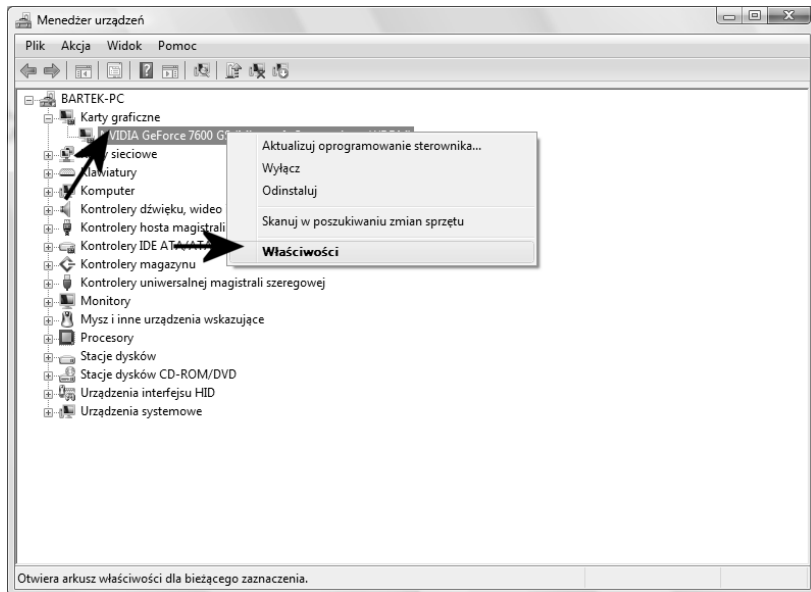 Menedżer urządzeń
Plik Akcja Widok Pomoc
BARTEK-PC
Karty graficzne
NVIDIA GeForce 7600
sieciowe
Klawiatury
Komputer
Kontrolery dźwięku, wideo
Kontrolery hosta magistrali
Kontrolery IDE
Kontrolery magazynu
Kontrolery uniwersalnej magistrali szeregowej
Monitory
Mysz i inne urządzenia wskazujące
Procesory
Stacje dysków
Stacje dysków CD-ROM/DVD
Urządzenia interfejsu HID
Urządzenia systemowe
Aktualizuj oprogramowanie sterownika...
Wyłącz
Odinstaluj
Skanuj w poszukiwaniu zmian sprzętu
Właściwości
Otwiera arkusz właściwości dla bieżącego zaznaczenia.